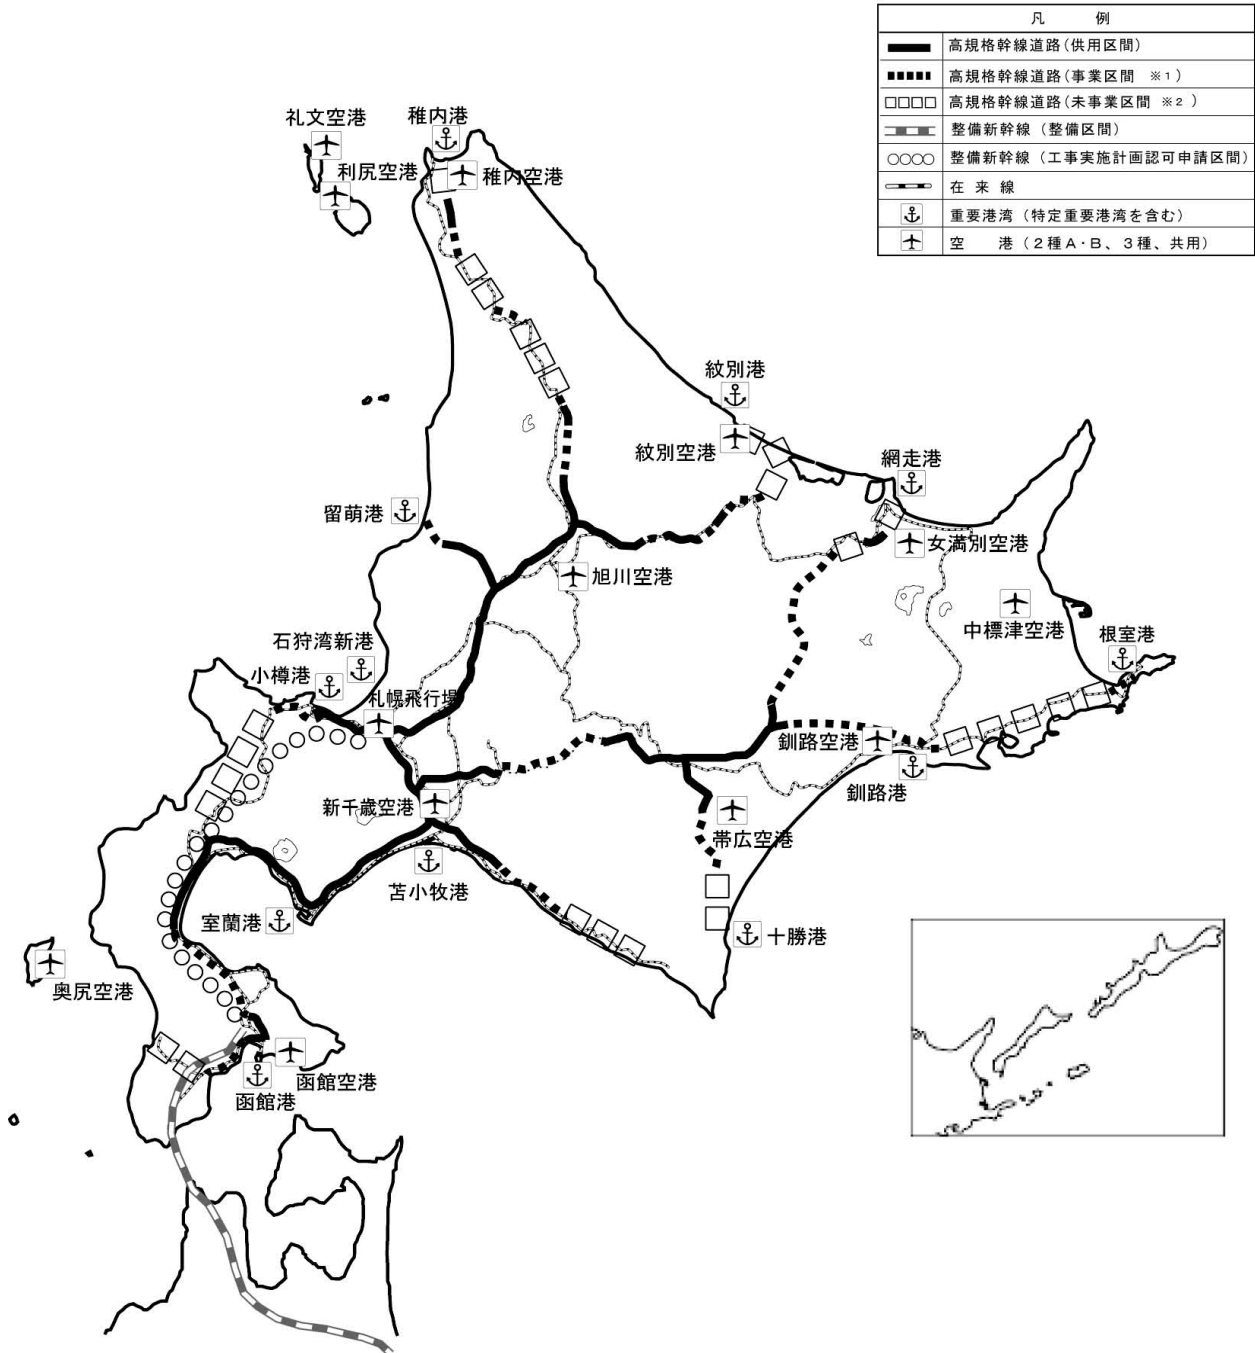 凡 例
高規格幹線道路(供用区間)
高規格幹線道路(事業区間 ※1)
高規格幹線道路(未事業区間 ※2)
整備新幹線(整備区間)
整備新幹線(工事実施計画認可申請区間)
在 来 線
重要港湾(特定重要港湾を含む)
空 港(2種A・B、3種、共用)
礼文空港
稚内港
利尻空港
稚内空港
紋別港
紋別空港
網走港
留萌港
女満別空港
旭川空港
中標津空港
根室港
石狩湾新港
小樽港
札幌飛行場
釧路空港
釧路港
新千歳空港
帯広空港
苫小牧港
室蘭港
十勝港
奥尻空港
函館空港
函館港